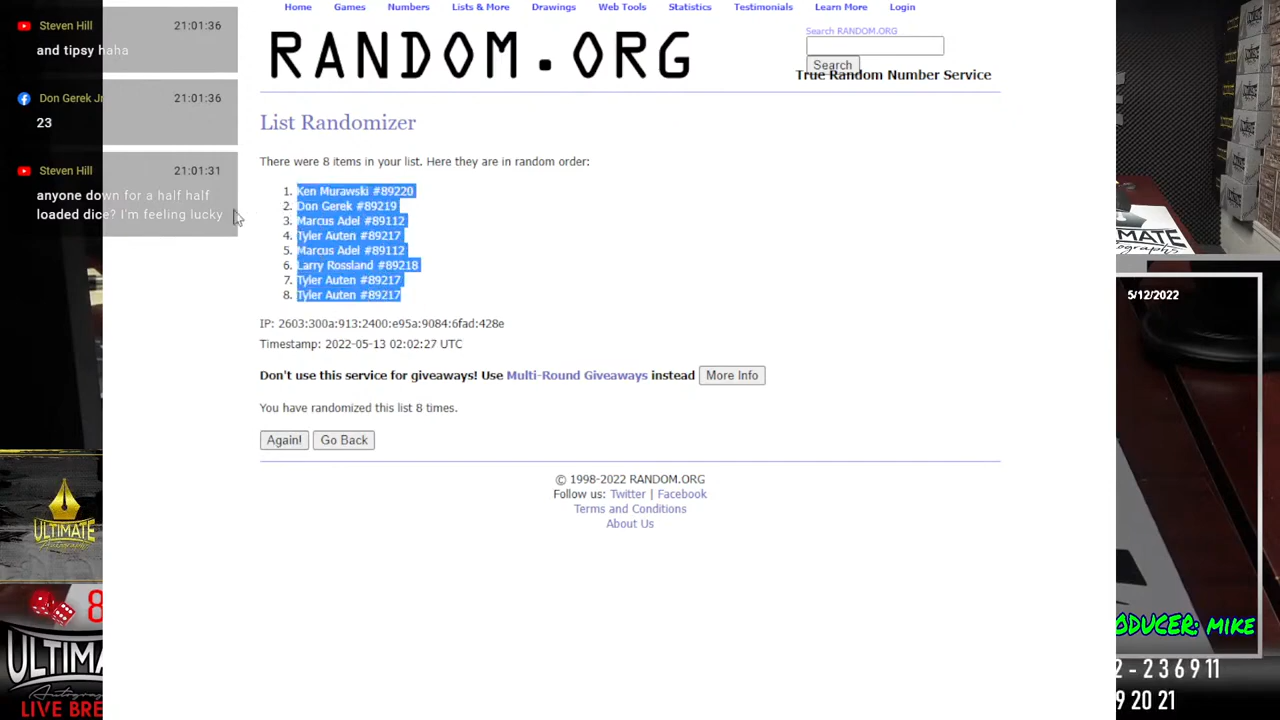 Steven Hill 21:01:36
and tipsy haha
Don Gerek Jr 21:01:36
23
Steven Hill 21:01:31
anyone down for a half half
loaded dice? I'm feeling lucky
Home Games Numbers Lists & More Drawings Web Tools Statistics Testimonials Learn More Login
RANDOM.ORG
Search RANDOM.ORG
Search
True Random Number Service
List Randomizer
There were 8 items in your list. Here they are in random order:
1. Ken Murawski #89220
2. Don Gerek #89219
3. Marcus Adel #89112
4. Tyler Auten #89217
5. Marcus Adel #89112
6. Larry Rossland #89218
7. Tyler Auten #89217
8. Tyler Auten #89217
IP: 2603:300a:913:2400:e95a:9084:6fad:428e
Timestamp: 2022-05-13 02:02:27 UTC
Don't use this service for giveaways! Use Multi-Round Giveaways instead More Info
You have randomized this list 8 times.
Again! Go Back
© 1998-2022 RANDOM.ORG
Follow us: Twitter | Facebook
Terms and Conditions
About Us
ULTIMATE
8
ULTIMA
LIVE BRE
5/12/2022
ODUCER: MIKE
2 - 2 3 6 9 11
9 20 21